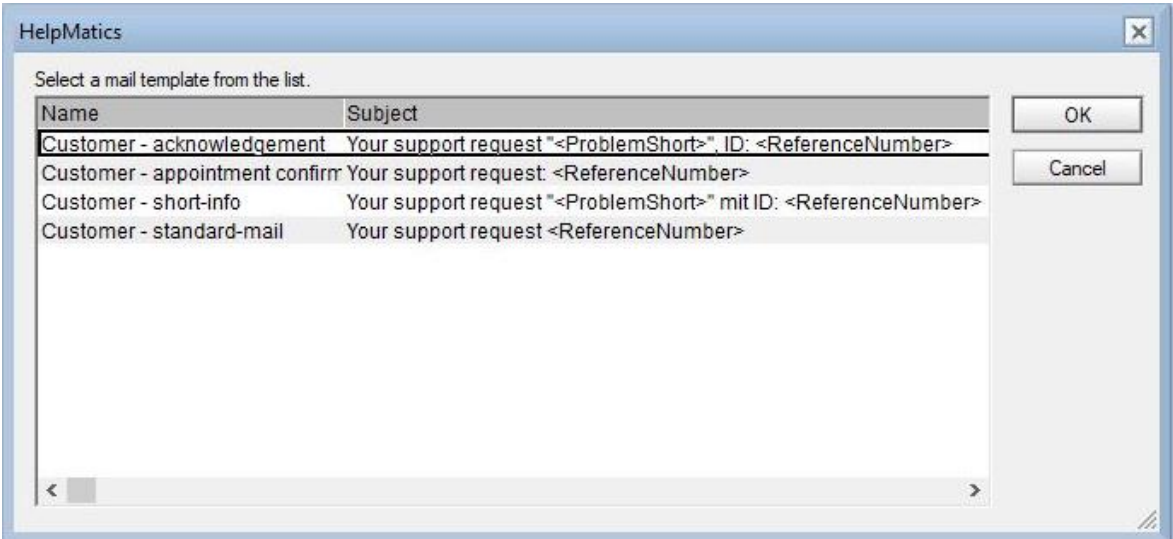 HelpMatics
Select a mail template from the list.
Name Subject
OK
Customer - acknowledgement Your support request "<ProblemShort>", ID: <ReferenceNumber>
Customer - appointment confirm Your support request: <ReferenceNumber>
Cancel
Customer - short-info Your support request "<ProblemShort>" mit ID: <ReferenceNumber>
Customer - standard-mail Your support request <ReferenceNumber>